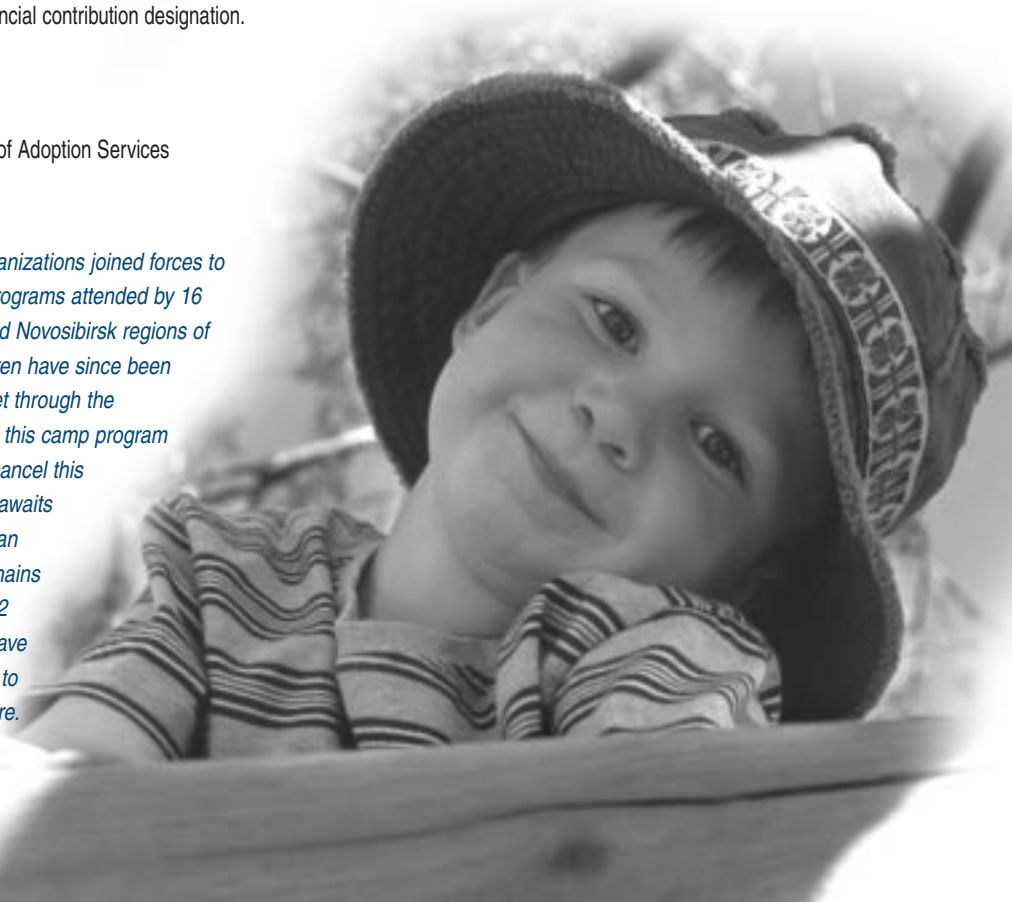 ncial contribution designation.
of Adoption Services
anizations joined forces to
rograms attended by 16
d Novosibirsk regions of
en have since been
et through the
this camp program
ancel this
awaits
an
mains
2
ave
to
re.